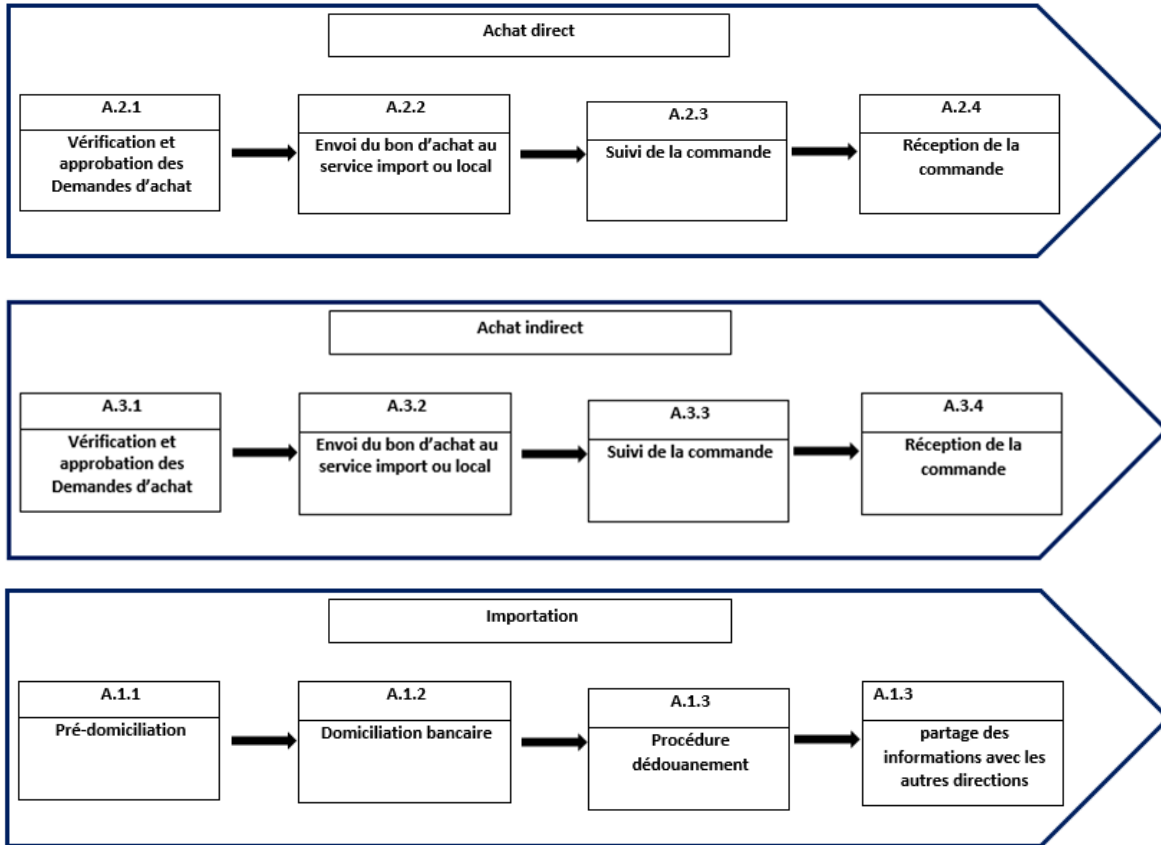 Achat direct
A.2.1
Vérification et
approbation des
Demandes d'achat
A.2.2
Envoi du bon d'achat au
service import ou local
A.2.3
Suivi de la commande
A.2.4
Réception de la
commande
Achat indirect
A.3.1
Vérification et
approbation des
Demandes d'achat
A.3.2
Envoi du bon d'achat au
service import ou local
A.3.3
Suivi de la commande
A.3.4
Réception de la
commande
Importation
A.1.1
Pré-domiciliation
A.1.2
Domiciliation bancaire
A.1.3
Procédure
dédouanement
A.1.3
partage des
informations avec les
autres directions